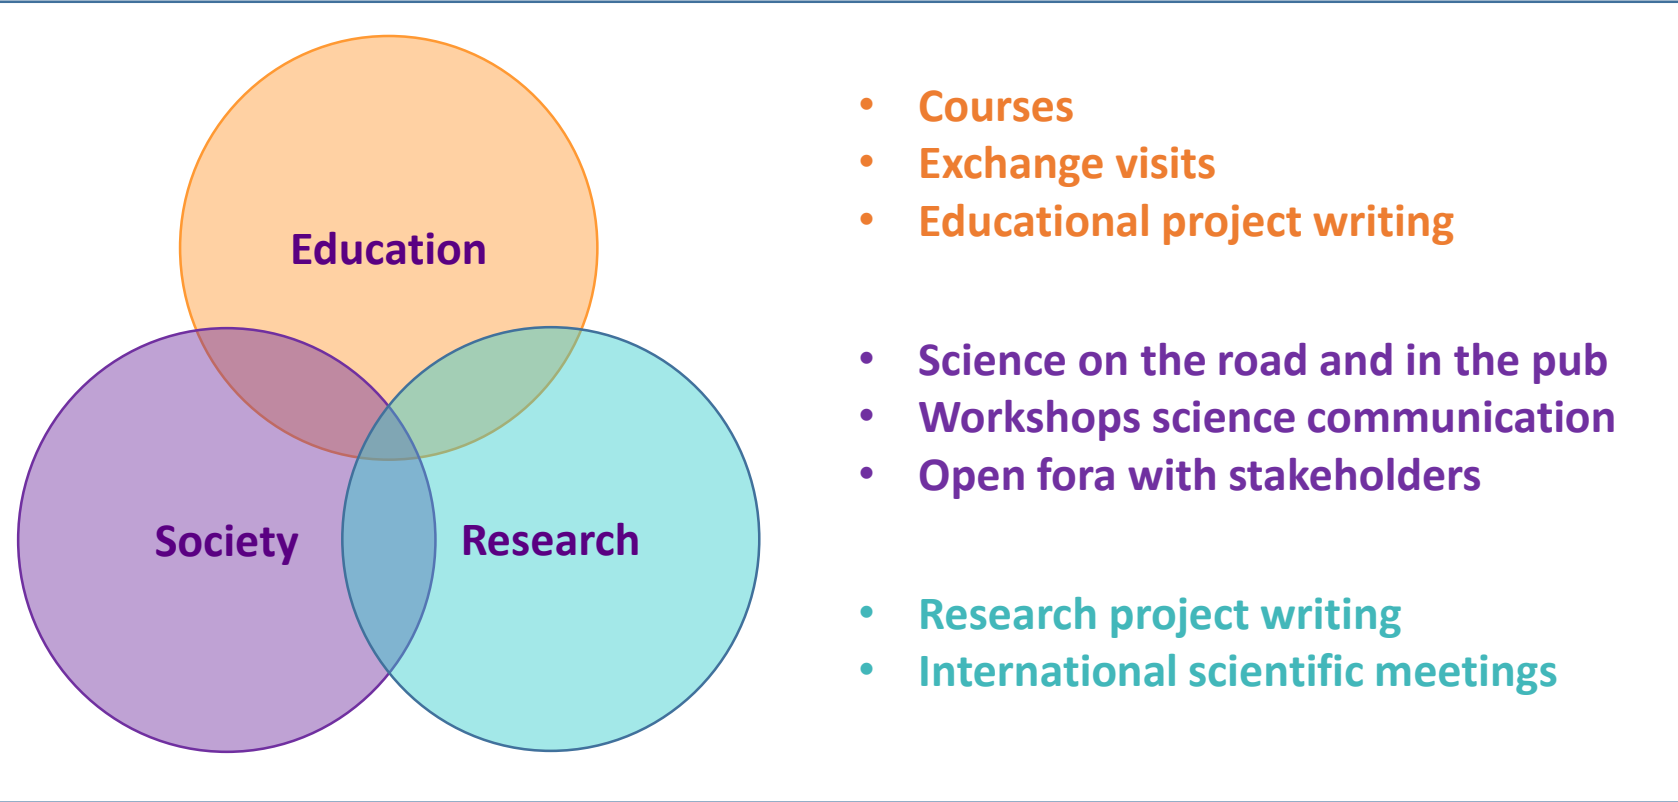 Education
Society
Research
• Courses
• Exchange visits
• Educational project writing
• Science on the road and in the pub
• Workshops science communication
• Open fora with stakeholders
• Research project writing
• International scientific meetings